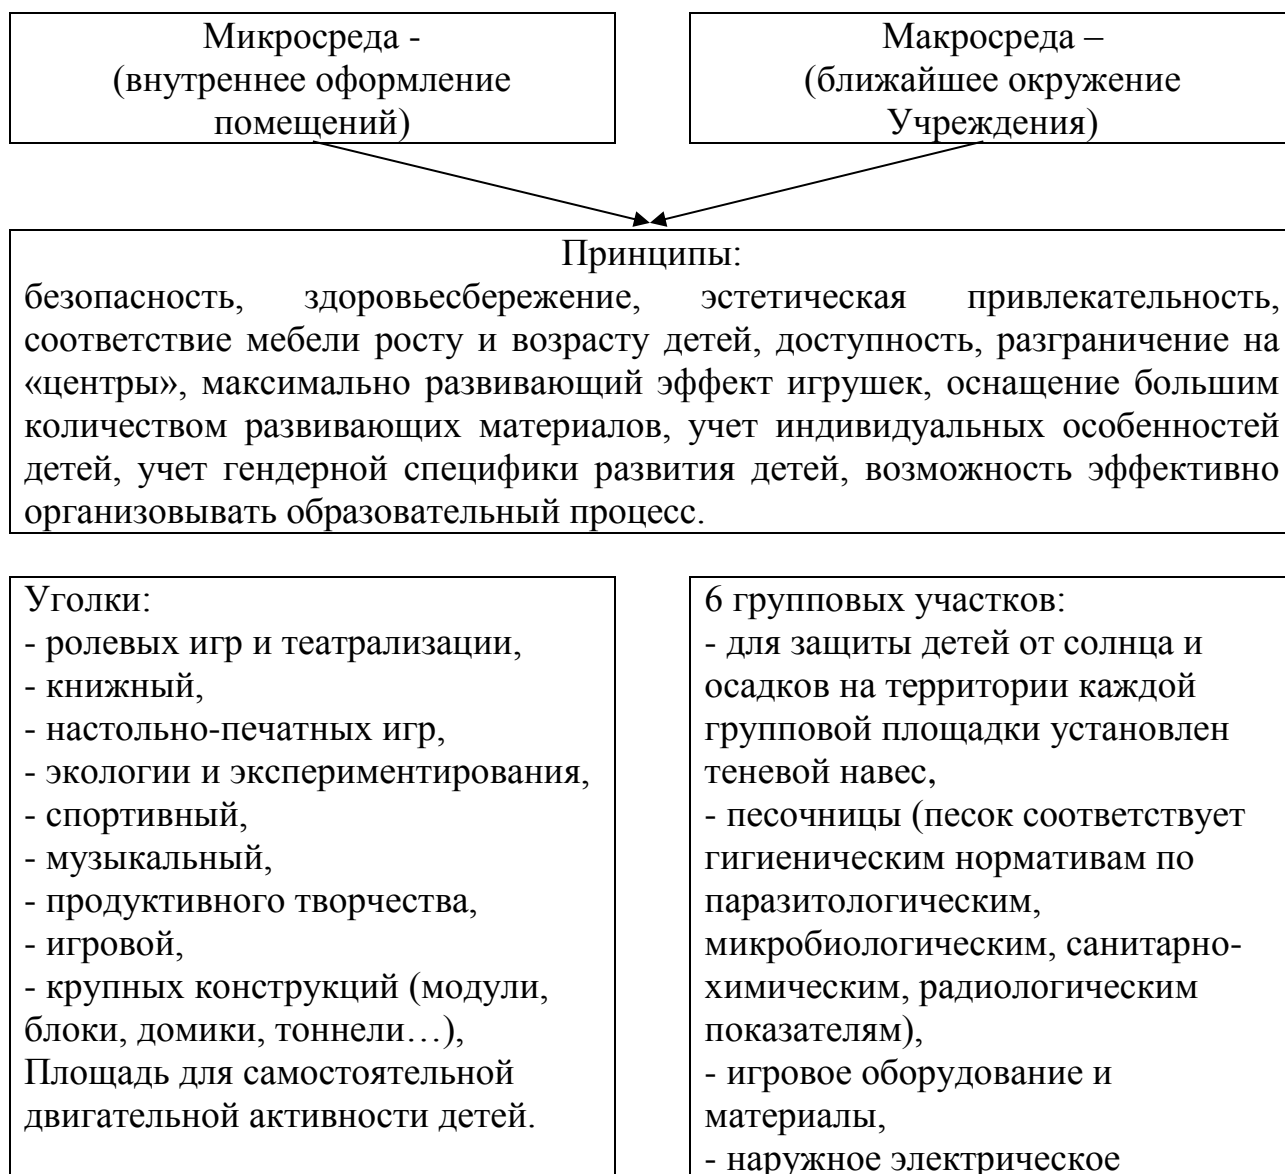 Микросреда -
(внутреннее оформление
помещений)
Макросреда –
(ближайшее окружение
Учреждения)
Принципы:
безопасность, здоровьесбережение, эстетическая привлекательность,
соответствие мебели росту и возрасту детей, доступность, разграничение на
«центры», максимально развивающий эффект игрушек, оснащение большим
количеством развивающих материалов, учет индивидуальных особенностей
детей, учет гендерной специфики развития детей, возможность эффективно
организовывать образовательный процесс.
Уголки:
- ролевых игр и театрализации,
- книжный,
- настольно-печатных игр,
- экологии и экспериментирования,
- спортивный,
- музыкальный,
- продуктивного творчества,
- игровой,
- крупных конструкций (модули,
блоки, домики, тоннели…),
Площадь для самостоятельной
двигательной активности детей.
6 групповых участков:
- для защиты детей от солнца и
осадков на территории каждой
групповой площадки установлен
теневой навес,
- песочницы (песок соответствует
гигиеническим нормативам по
паразитологическим,
микробиологическим, санитарно-
химическим, радиологическим
показателям),
- игровое оборудование и
материалы,
- наружное электрическое